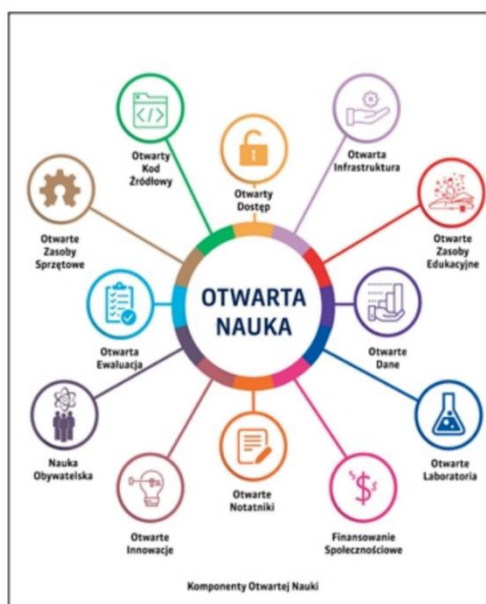 Otwarty
Kod
Źródłowy
Otwarty
Dostęp
Otwarta
Infrastruktura
Otwarte
Zasoby
Sprzętowe
Otwarte
Zasoby
Edukacyjne
OTWARTA
NAUKA
Otwarta
Ewaluacja
Otwarte
Dane
Nauka
Obywatelska
Otwarte
Laboratoria
Otwarte
Innowacje
Otwarte
Notatniki
Finansowanie
Społecznościowe
Komponenty Otwartej Nauki